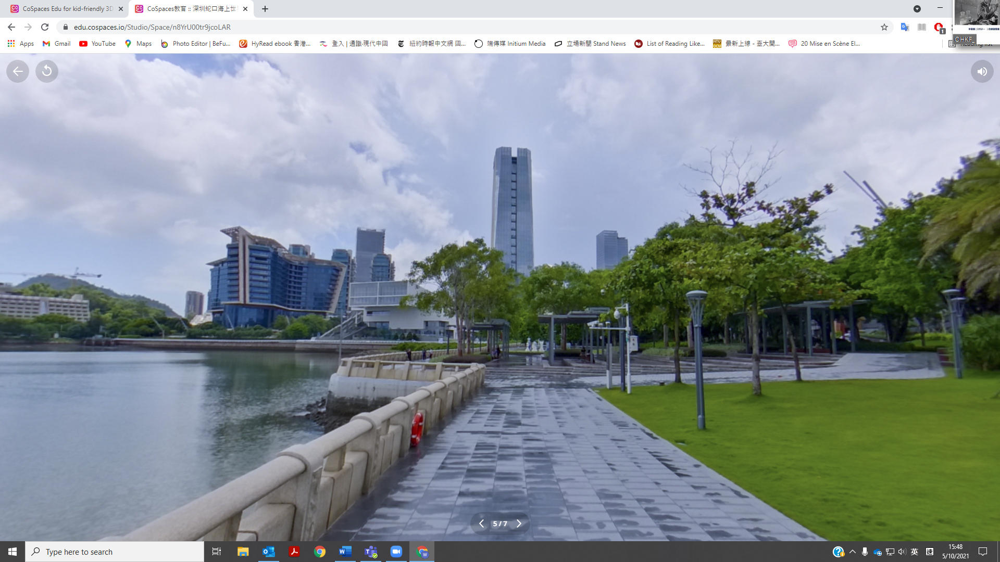 CoSpaces Edu for kid-friendly 3D
CoSpaces教育 :: 深圳蛇口海上世
edu.cospaces.io/Studio/Space/n8YrU00tr9jcoLAR
1
Apps
Gmail
YouTube
Maps
Photo Editor | BeFu...
HyRead ebook 香港...
登入 | 通識·現代中國
紐約時報中文網 國...
端傳媒 Initium Media
立場新聞 Stand News
List of Reading Like...
NTU OCW
最新上線 - 臺大開...
20 Mise en Scène El...
Reading list
OHKF_
5 / 7
Type here to search
英
速
15:48
5/10/2021